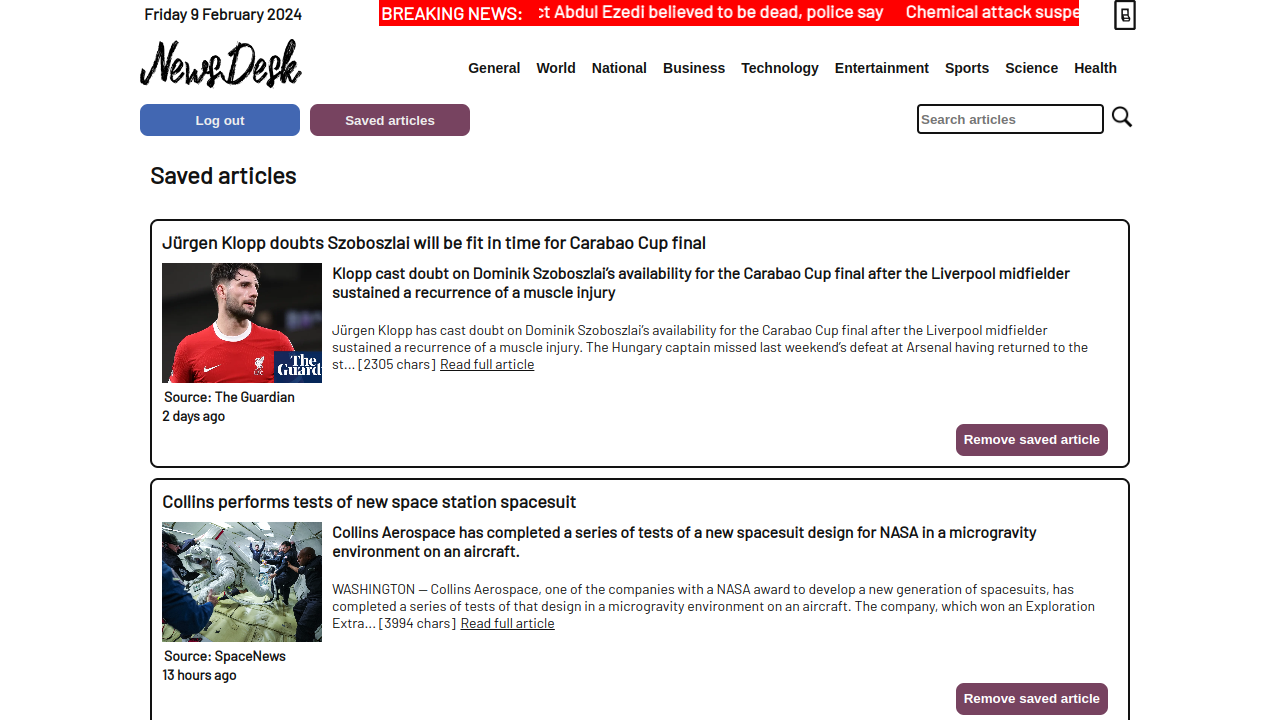 Friday 9 February 2024
BREAKING NEWS: ct Abdul Ezedi believed to be dead, police say Chemical attack suspe
NewsDesk
General World National Business Technology Entertainment Sports Science Health
Log out Saved articles Search articles
Saved articles
Jürgen Klopp doubts Szoboszlai will be fit in time for Carabao Cup final
Klopp cast doubt on Dominik Szoboszlai’s availability for the Carabao Cup final after the Liverpool midfielder
sustained a recurrence of a muscle injury
Jürgen Klopp has cast doubt on Dominik Szoboszlai’s availability for the Carabao Cup final after the Liverpool midfielder
sustained a recurrence of a muscle injury. The Hungary captain missed last weekend’s defeat at Arsenal having returned to the
st... [2305 chars] Read full article
The
Guard
Source: The Guardian
2 days ago
Remove saved article
Collins performs tests of new space station spacesuit
Collins Aerospace has completed a series of tests of a new spacesuit design for NASA in a microgravity
environment on an aircraft.
WASHINGTON — Collins Aerospace, one of the companies with a NASA award to develop a new generation of spacesuits, has
completed a series of tests of that design in a microgravity environment on an aircraft. The company, which won an Exploration
Extra... [3994 chars] Read full article
Source: SpaceNews
13 hours ago
Remove saved article